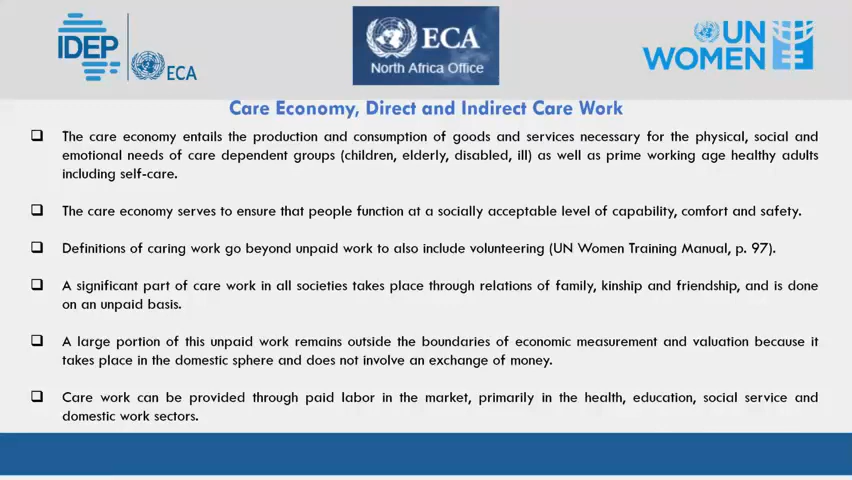 IDEP
ECA
ECA
North Africa Office
UN
WOMEN
Care Economy, Direct and Indirect Care Work
The care economy entails the production and consumption of goods and services necessary for the physical, social and
emotional needs of care dependent groups (children, elderly, disabled, ill) as well as prime working age healthy adults
including self-care.
The care economy serves to ensure that people function at a socially acceptable level of capability, comfort and safety.
Definitions of caring work go beyond unpaid work to also include volunteering (UN Women Training Manual, p. 97).
A significant part of care work in all societies takes place through relations of family, kinship and friendship, and is done
on an unpaid basis.
A large portion of this unpaid work remains outside the boundaries of economic measurement and valuation because it
takes place in the domestic sphere and does not involve an exchange of money.
Care work can be provided through paid labor in the market, primarily in the health, education, social service and
domestic work sectors.